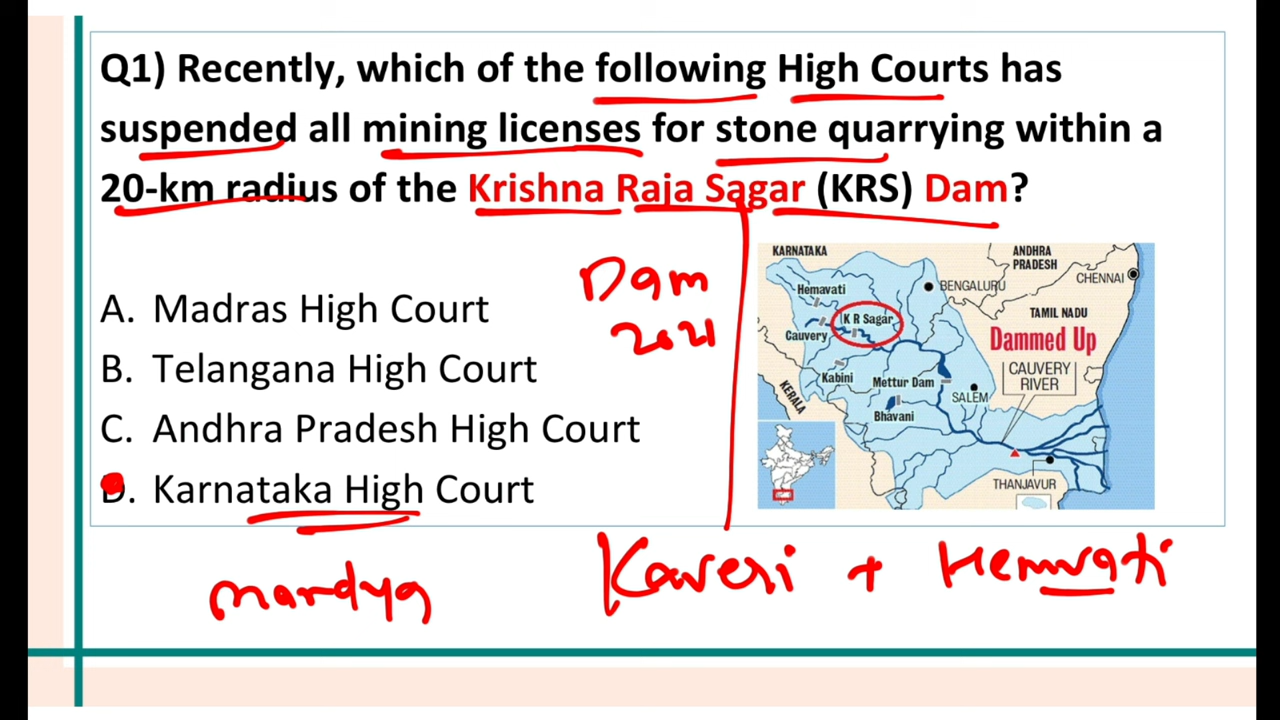 Q1) Recently, which of the following High Courts has
suspended all mining licenses for stone quarrying within a
20-km radius of the Krishna Raja Sagar (KRS) Dam?
A. Madras High Court
B. Telangana High Court
C. Andhra Pradesh High Court
D. Karnataka High Court
Dam
2021
KARNATAKA
ANDHRA
PRADESH
CHENNAI
Hemavati
BENGALURU
K R Sagar
TAMIL NADU
Cauvery
Dammed Up
Kabini
Mettur Dam
CAUVERY
RIVER
KERALA
SALEM
Bhavani
THANJAVUR
Kaveri + Hemvati
mandya